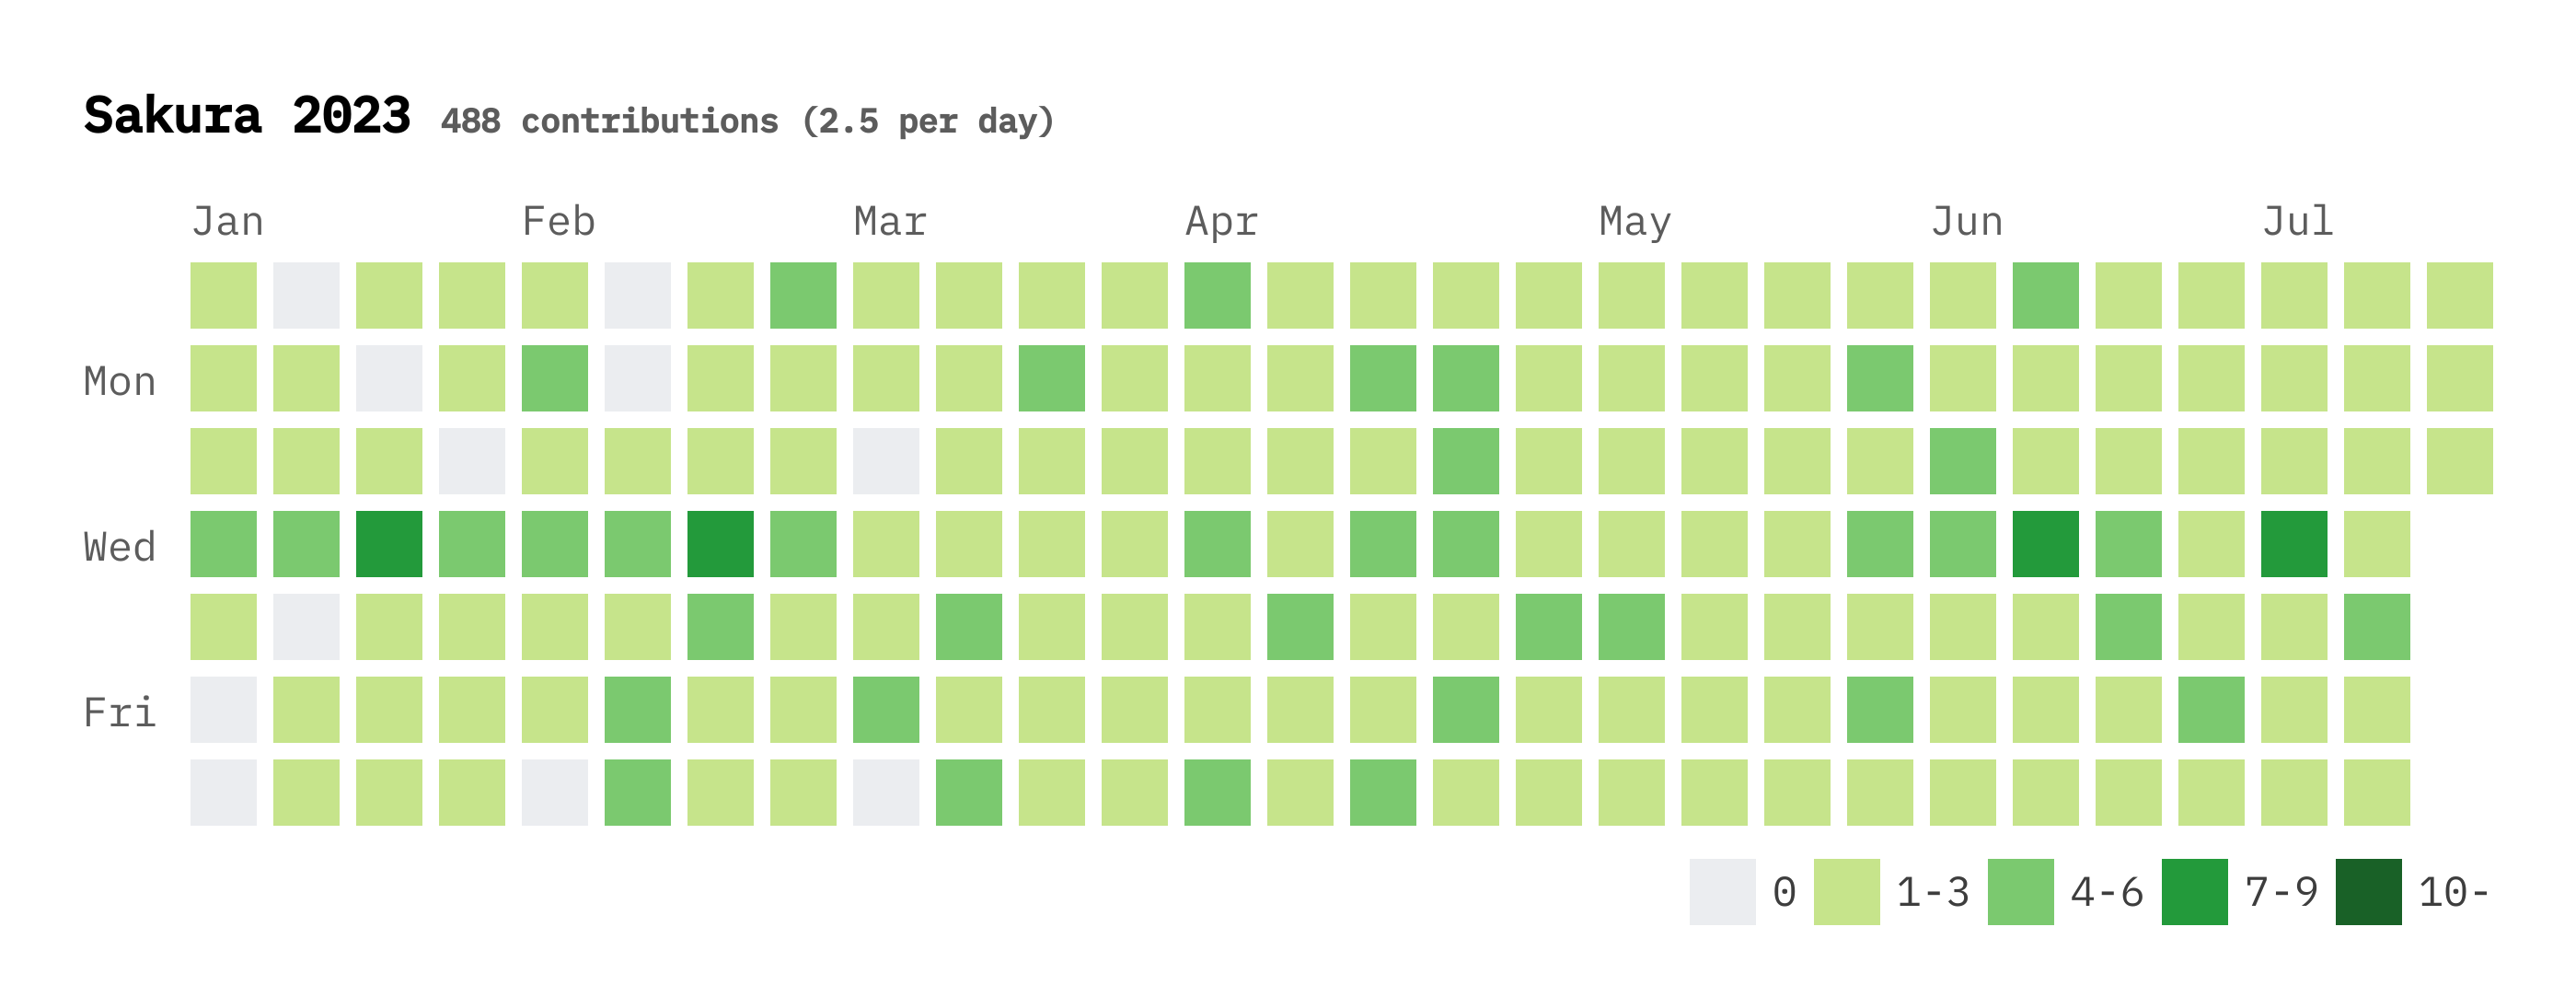 Sakura 2023 488 contributions (2.5 per day)
Jan Feb Mar Apr May Jun Jul
Mon
Wed
Fri
0 1-3 4-6 7-9 10-